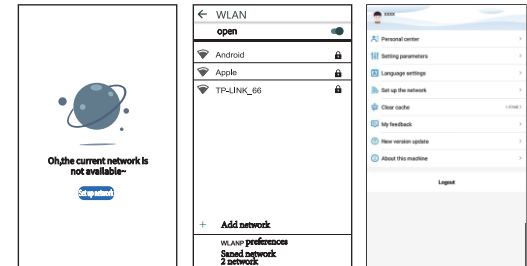 Oh,the current network is
not available~
Set up network
WLAN
open
Android
Apple
TP-LINK_66
+ Add network
WLANP preferences
Saned network
2 network
xxxx
Personal center
Setting parameters
Language settings
Set up the network
Clear cache
My feedback
New version update
About this machine
Logout